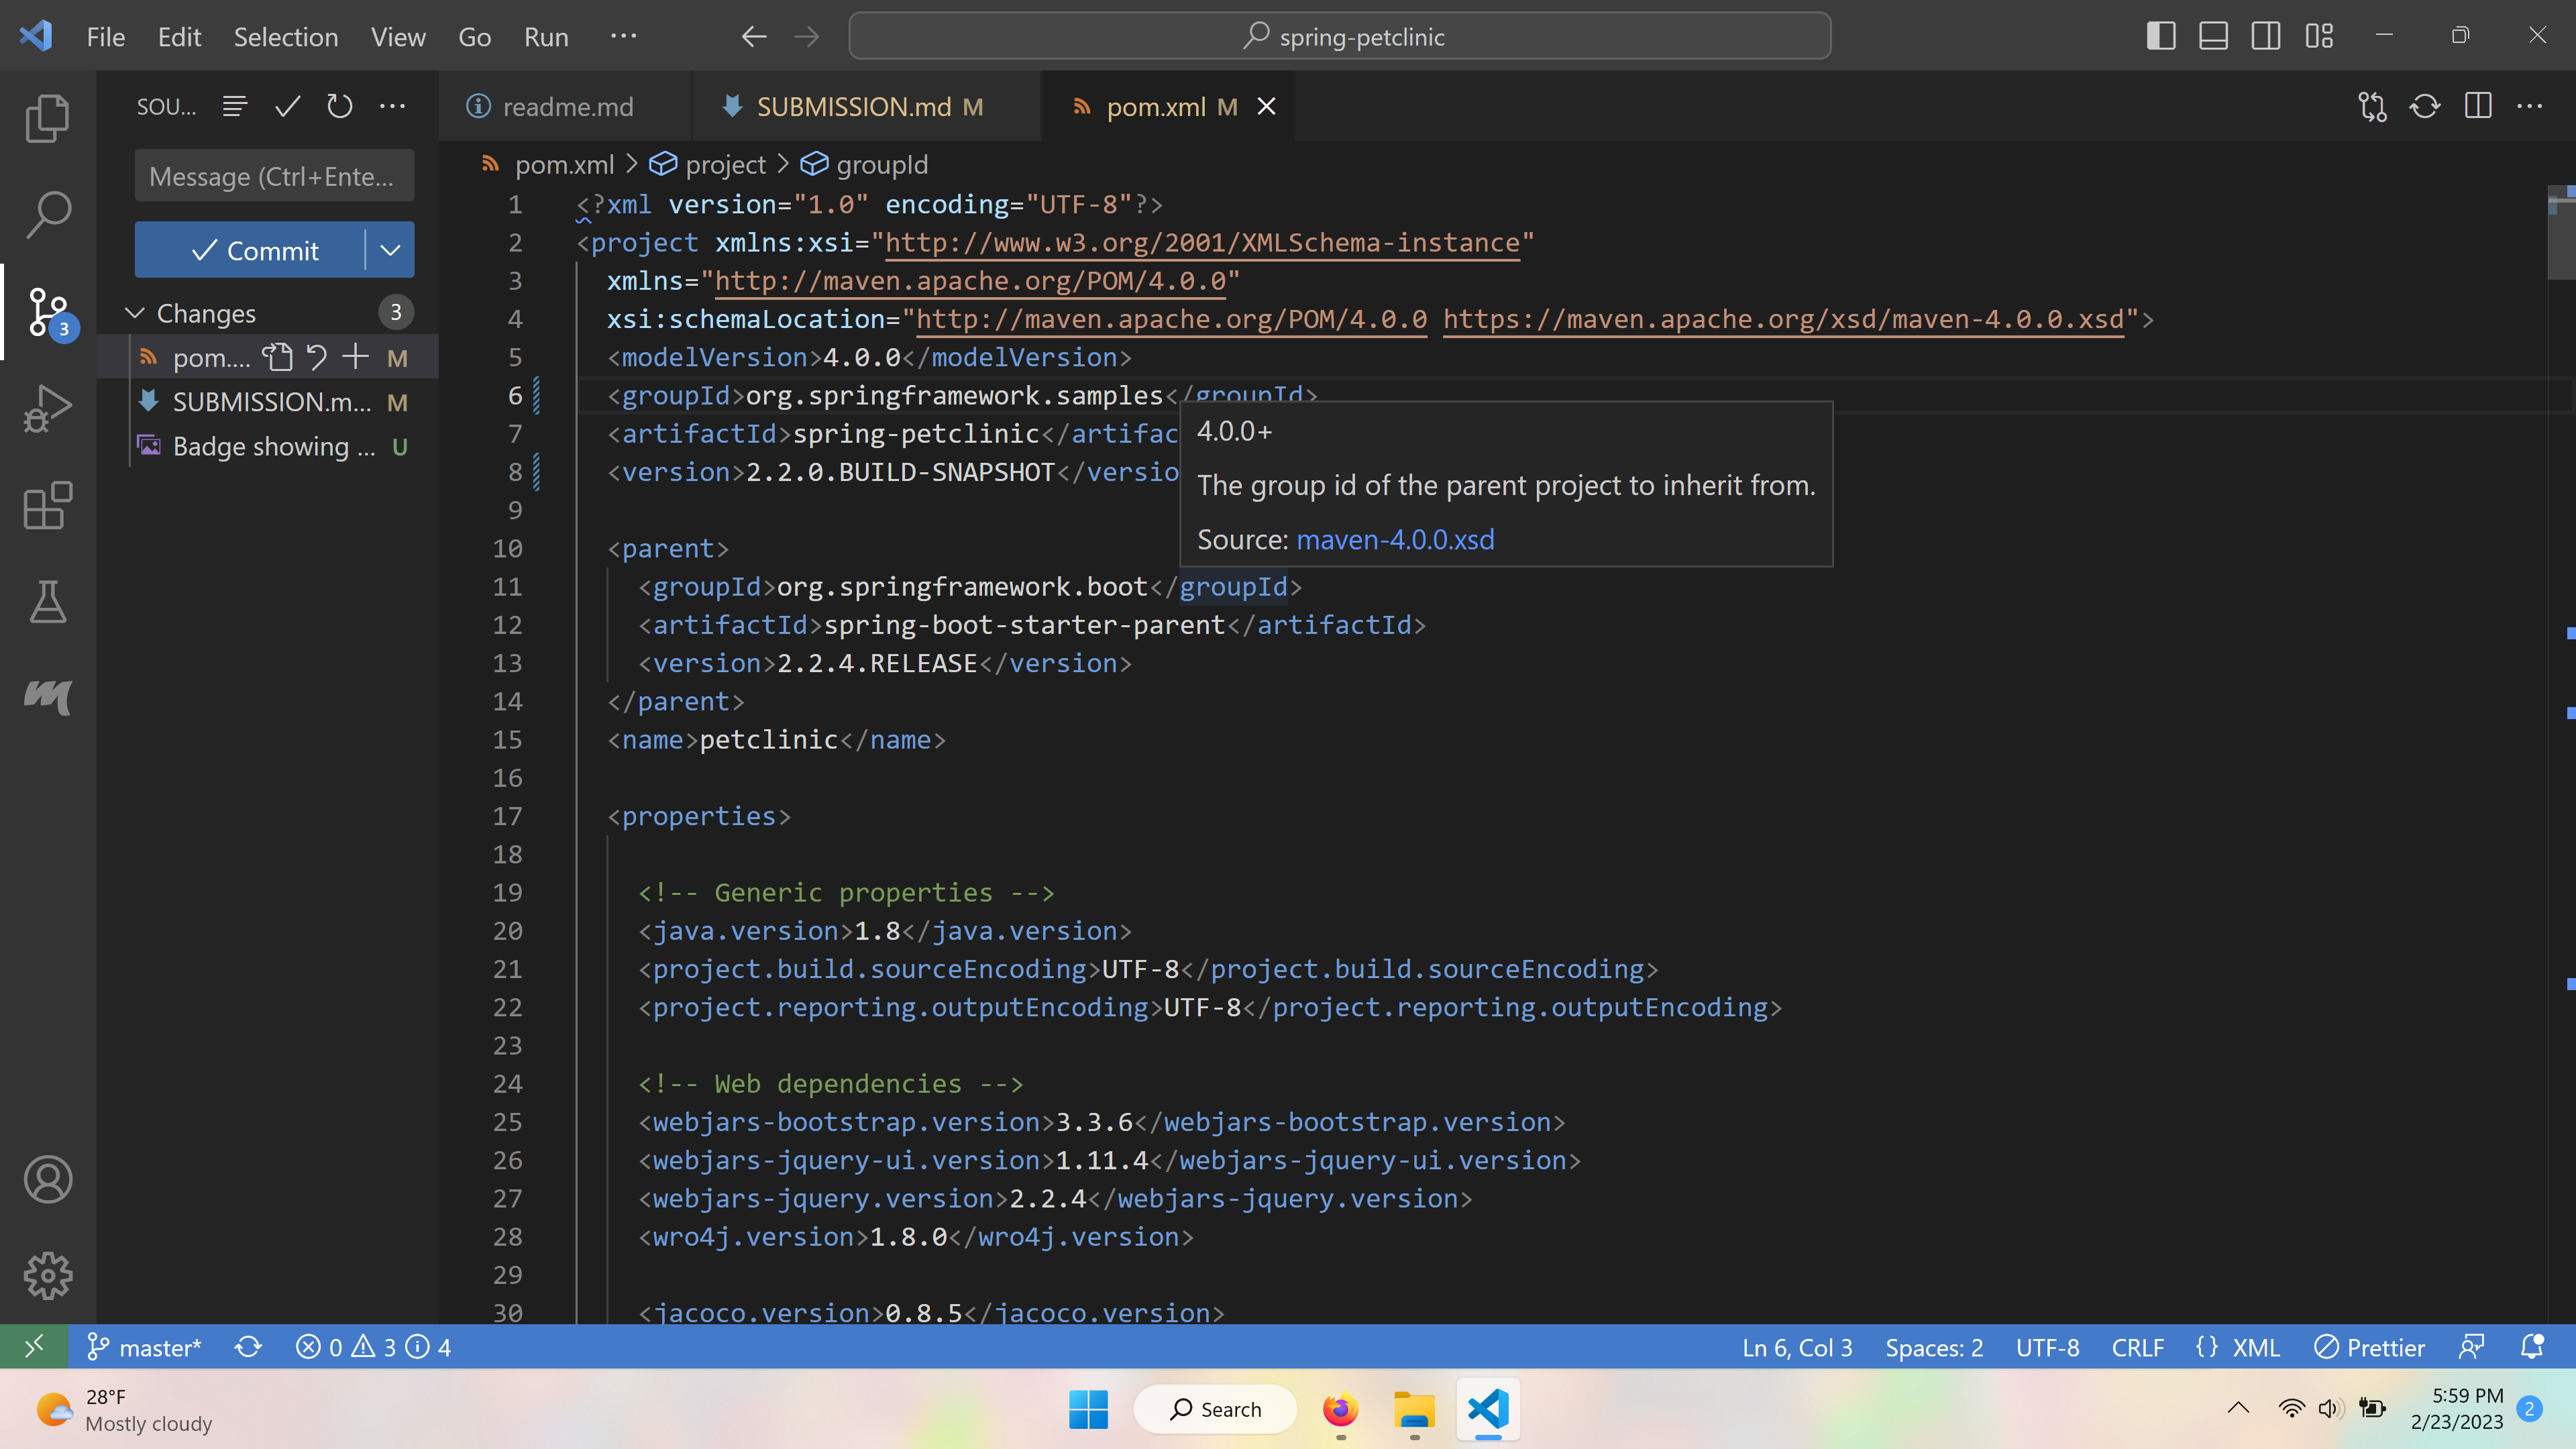 File Edit Selection View Go Run ···
spring-petclinic
SOU...
Message (Ctrl+Ente...
Commit
Changes 3
3
pom.... M
SUBMISSION.m... M
Badge showing ... U
readme.md
SUBMISSION.md M
pom.xml M
pom.xml > project > groupId
1 <?xml version="1.0" encoding="UTF-8"?>
2 <project xmlns:xsi="http://www.w3.org/2001/XMLSchema-instance"
3 xmlns="http://maven.apache.org/POM/4.0.0"
4 xsi:schemaLocation="http://maven.apache.org/POM/4.0.0 https://maven.apache.org/xsd/maven-4.0.0.xsd">
5 <modelVersion>4.0.0</modelVersion>
6 <groupId>org.springframework.samples</groupId>
7 <artifactId>spring-petclinic</artifac
8 <version>2.2.0.BUILD-SNAPSHOT</versio
4.0.0+
The group id of the parent project to inherit from.
Source: maven-4.0.0.xsd
9
10 <parent>
11 <groupId>org.springframework.boot</groupId>
12 <artifactId>spring-boot-starter-parent</artifactId>
13 <version>2.2.4.RELEASE</version>
14 </parent>
15 <name>petclinic</name>
16
17 <properties>
18
19 <!-- Generic properties -->
20 <java.version>1.8</java.version>
21 <project.build.sourceEncoding>UTF-8</project.build.sourceEncoding>
22 <project.reporting.outputEncoding>UTF-8</project.reporting.outputEncoding>
23
24 <!-- Web dependencies -->
25 <webjars-bootstrap.version>3.3.6</webjars-bootstrap.version>
26 <webjars-jquery-ui.version>1.11.4</webjars-jquery-ui.version>
27 <webjars-jquery.version>2.2.4</webjars-jquery.version>
28 <wro4j.version>1.8.0</wro4j.version>
29
30 <jacoco.version>0.8.5</jacoco.version>
master* 0 3 4 Ln 6, Col 3 Spaces: 2 UTF-8 CRLF {} XML Prettier
28°F
Mostly cloudy
Search
5:59 PM
2/23/2023
2